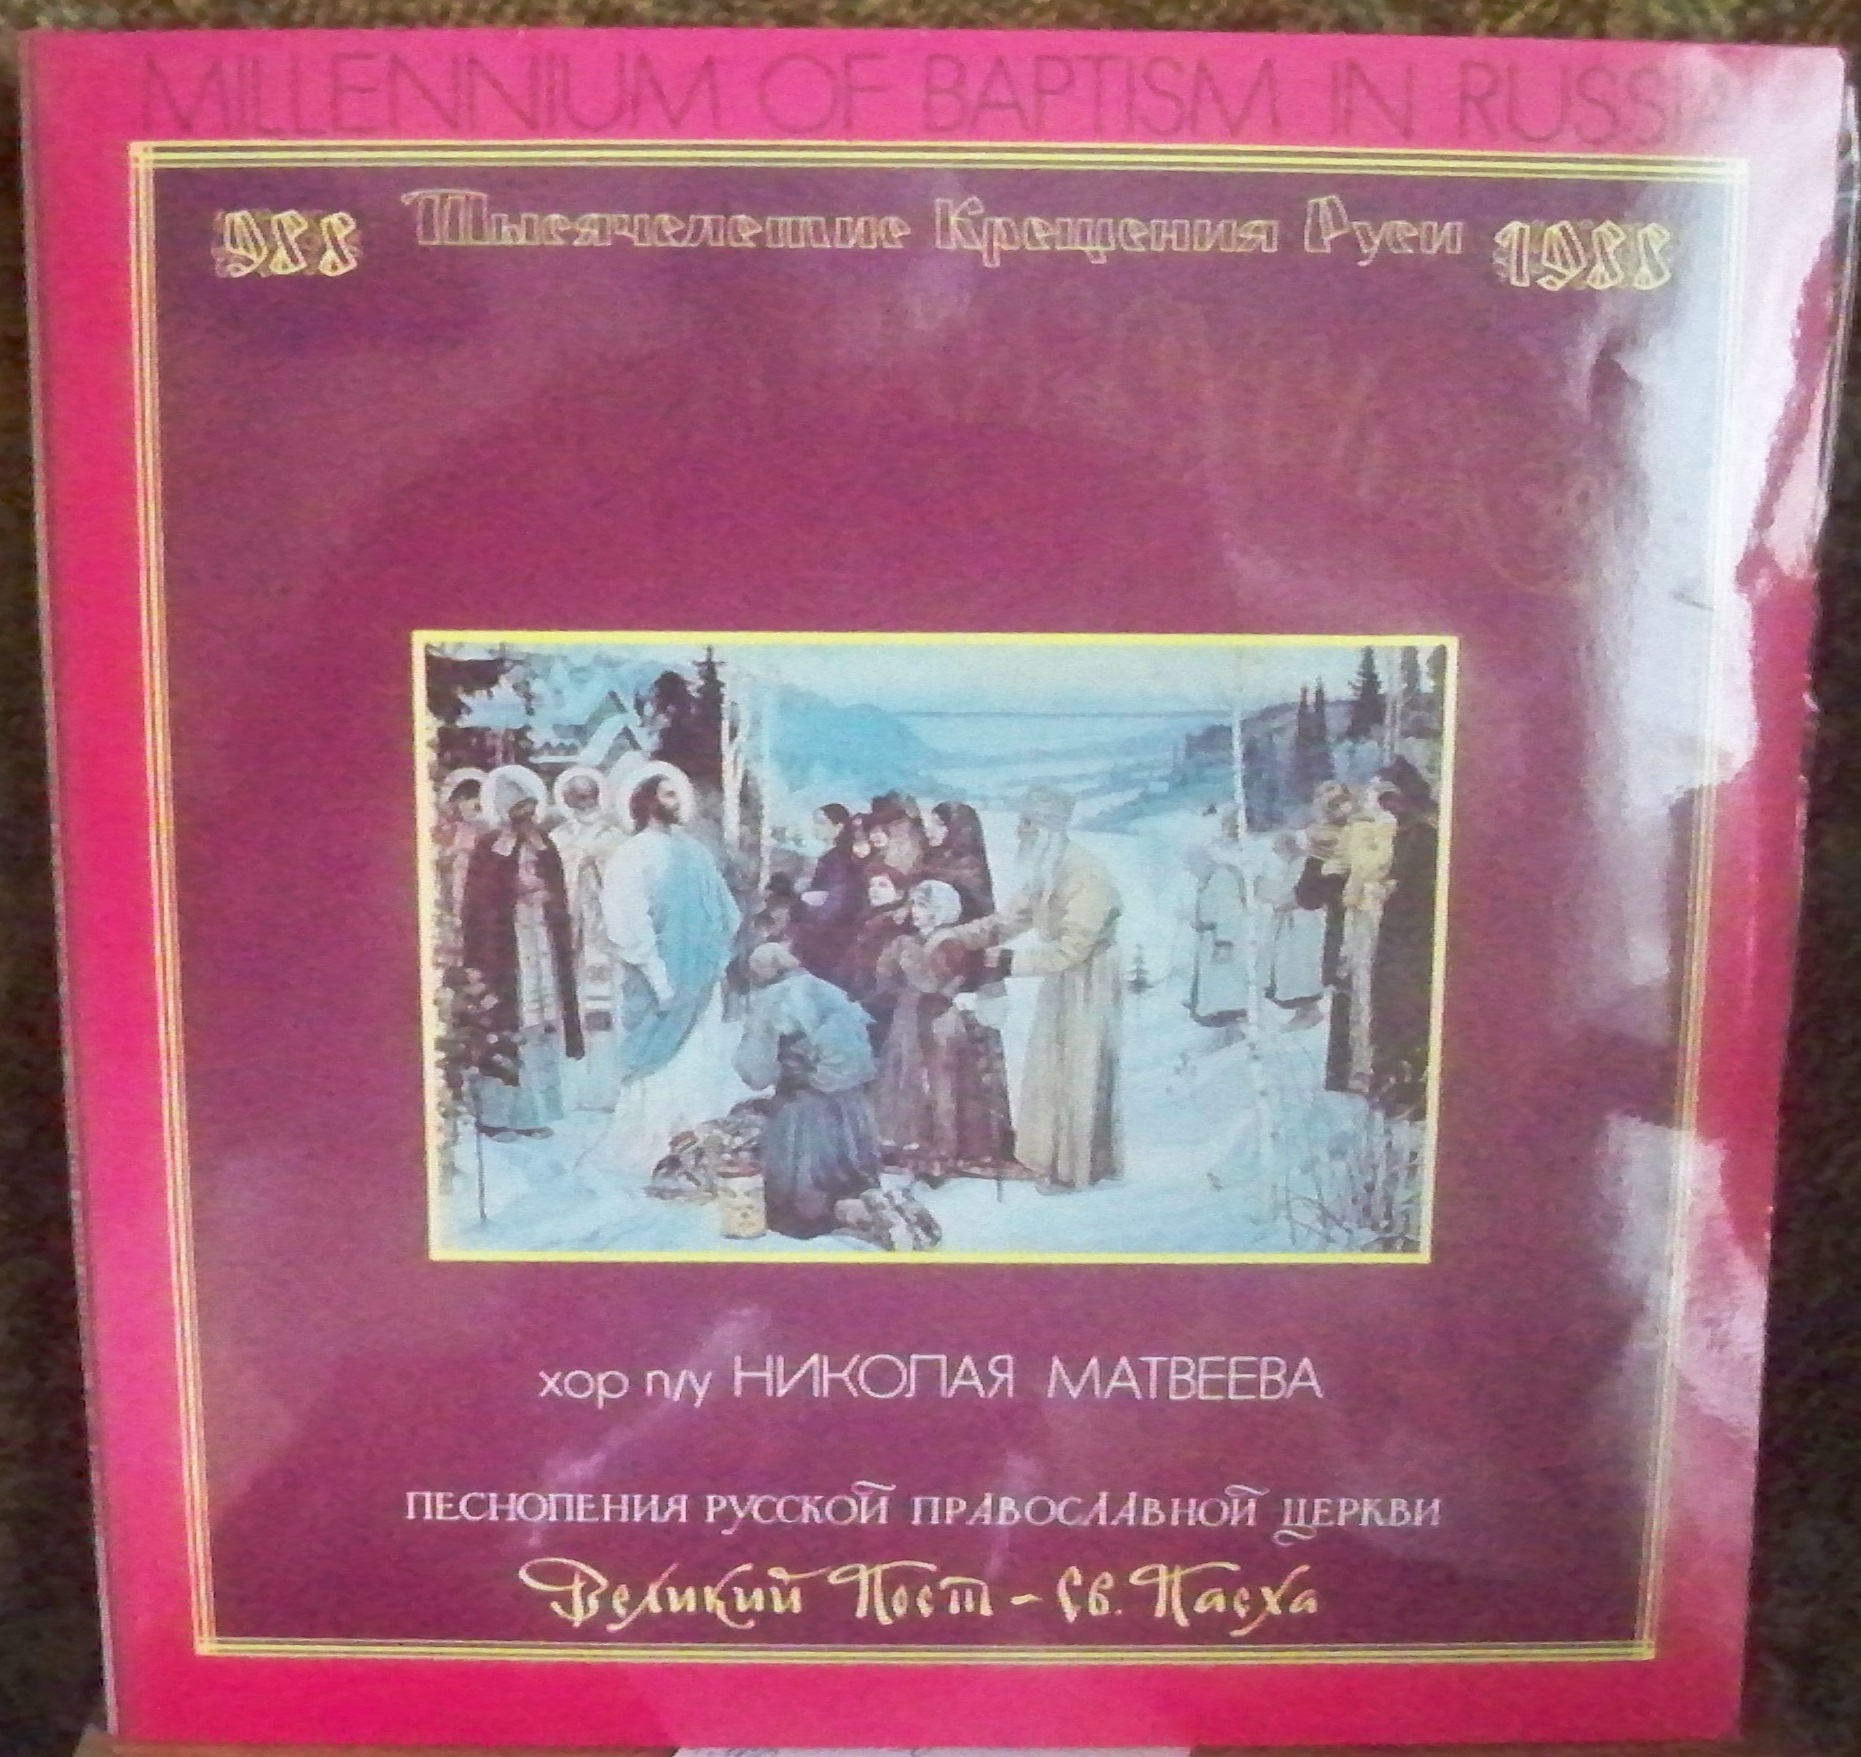 MILLENNIUM OF BAPTISM IN RUSSIA
988 Тысячелетие Крещения Руси 1988
хор п/у НИКОЛАЯ МАТВЕЕВА
ПЕСНОПЕНИЯ РУССКОЙ ПРАВОСЛАВНОЙ ЦЕРКВИ
Великий Пост - Св. Пасха